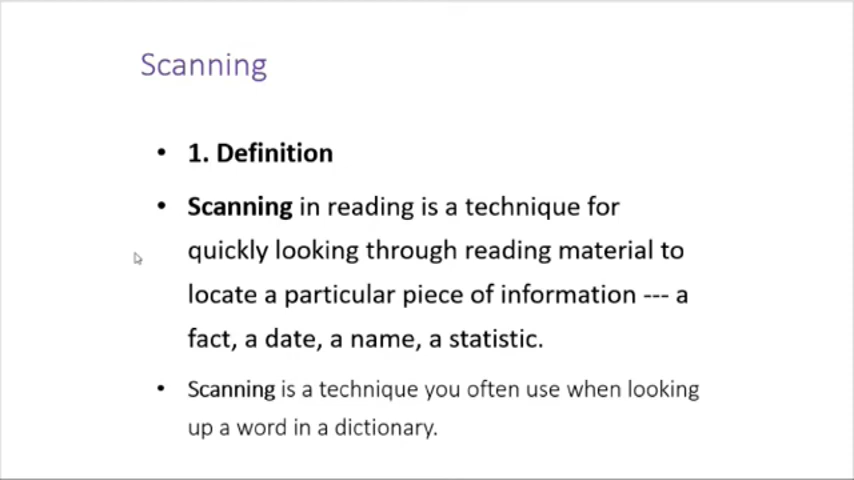 Scanning
• 1. Definition
• Scanning in reading is a technique for
quickly looking through reading material to
locate a particular piece of information --- a
fact, a date, a name, a statistic.
• Scanning is a technique you often use when looking
up a word in a dictionary.